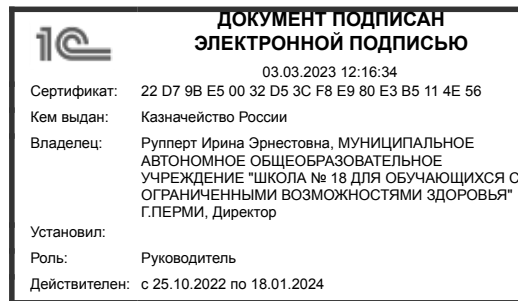 1С
ДОКУМЕНТ ПОДПИСАН
ЭЛЕКТРОННОЙ ПОДПИСЬЮ
03.03.2023 12:16:34
Сертификат: 22 D7 9B E5 00 32 D5 3C F8 E9 80 E3 B5 11 4E 56
Кем выдан: Казначейство России
Владелец: Рупперт Ирина Эрнестовна, МУНИЦИПАЛЬНОЕ
АВТОНОМНОЕ ОБЩЕОБРАЗОВАТЕЛЬНОЕ
УЧРЕЖДЕНИЕ "ШКОЛА № 18 ДЛЯ ОБУЧАЮЩИХСЯ С
ОГРАНИЧЕННЫМИ ВОЗМОЖНОСТЯМИ ЗДОРОВЬЯ"
Г.ПЕРМИ, Директор
Установил:
Роль: Руководитель
Действителен: с 25.10.2022 по 18.01.2024